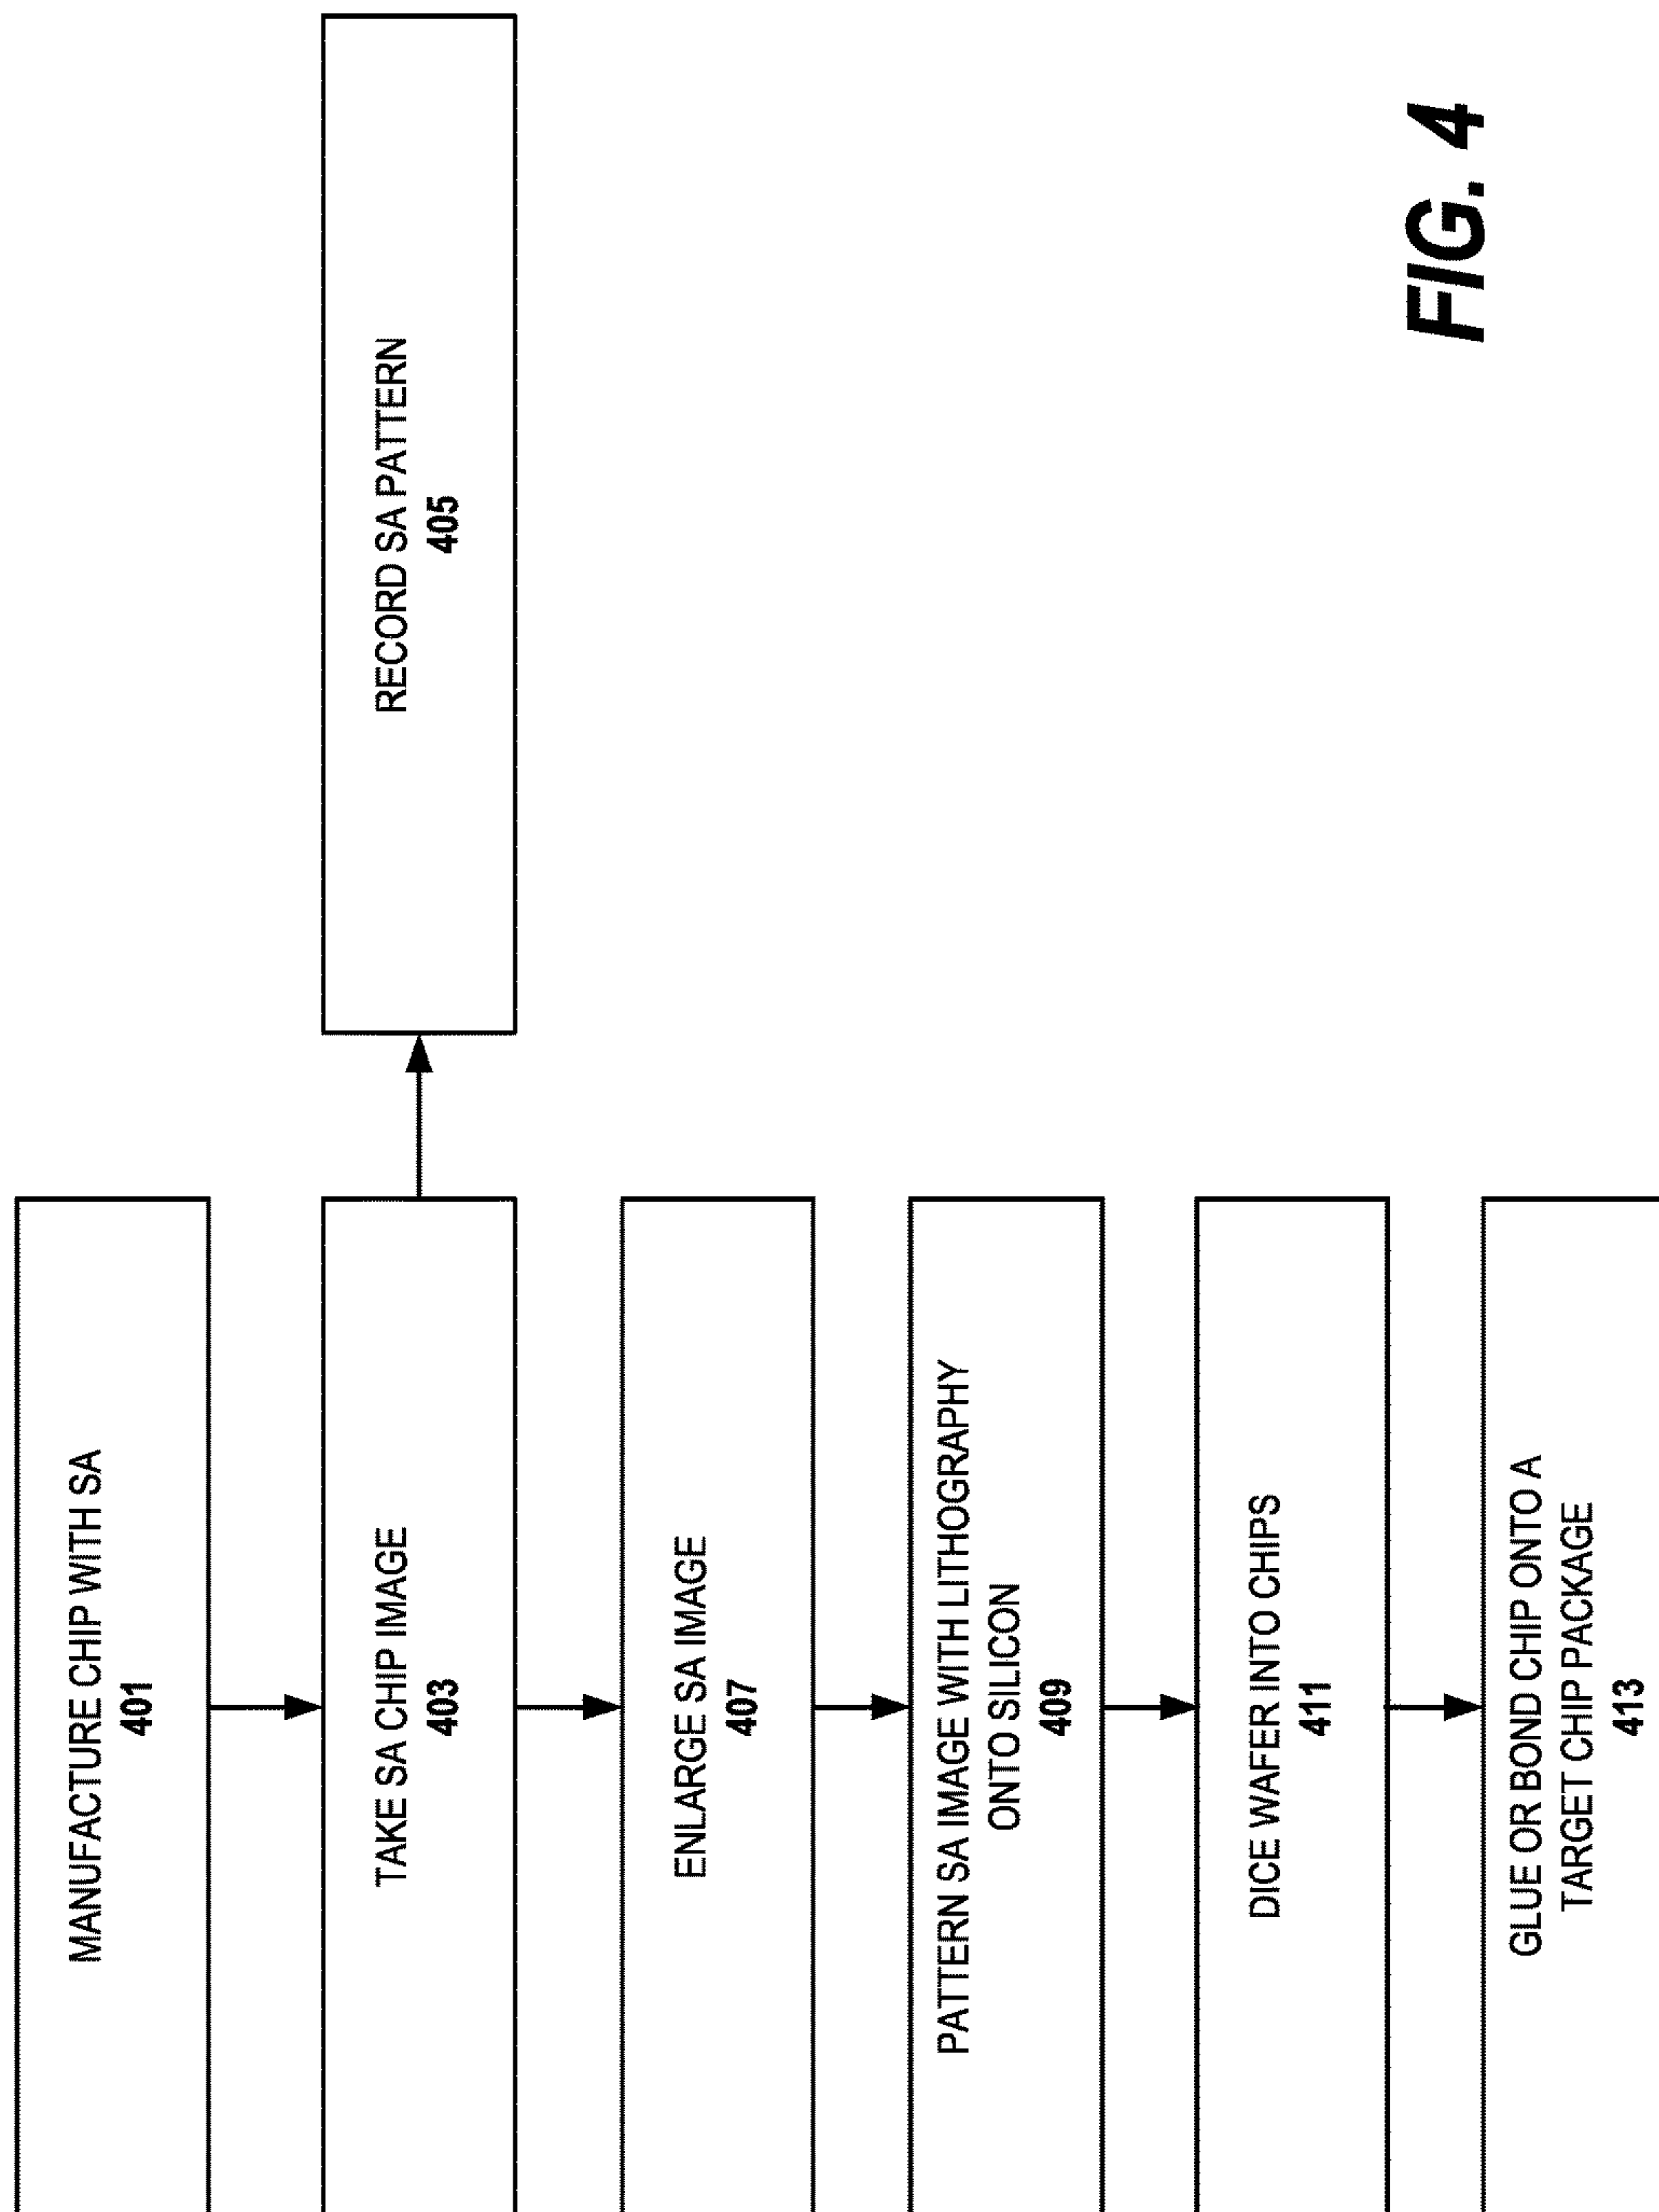 MANUFACTURE CHIP WITH SA
401
TAKE SA CHIP IMAGE
403
RECORD SA PATTERN
405
ENLARGE SA IMAGE
407
PATTERN SA IMAGE WITH LITHOGRAPHY
ONTO SILICON
409
DICE WAFER INTO CHIPS
411
GLUE OR BOND CHIP ONTO A
TARGET CHIP PACKAGE
413
FIG. 4